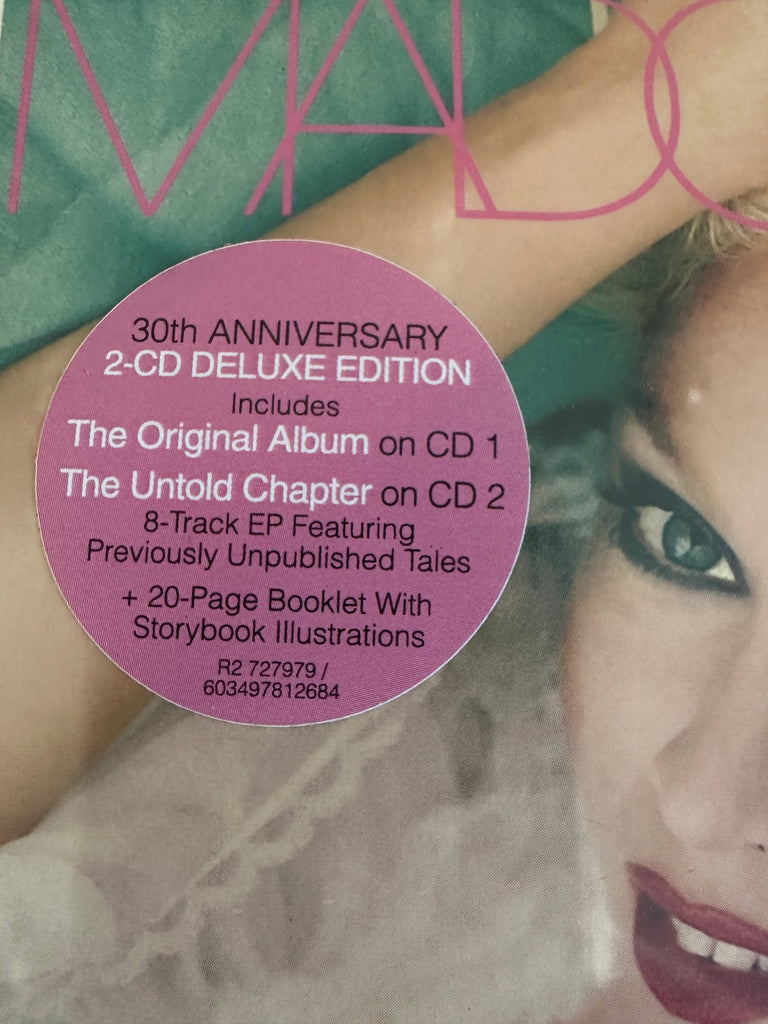 MADO
30th ANNIVERSARY
2-CD DELUXE EDITION
Includes
The Original Album on CD 1
The Untold Chapter on CD 2
8-Track EP Featuring
Previously Unpublished Tales
+ 20-Page Booklet With
Storybook Illustrations
R2 727979 /
603497812684